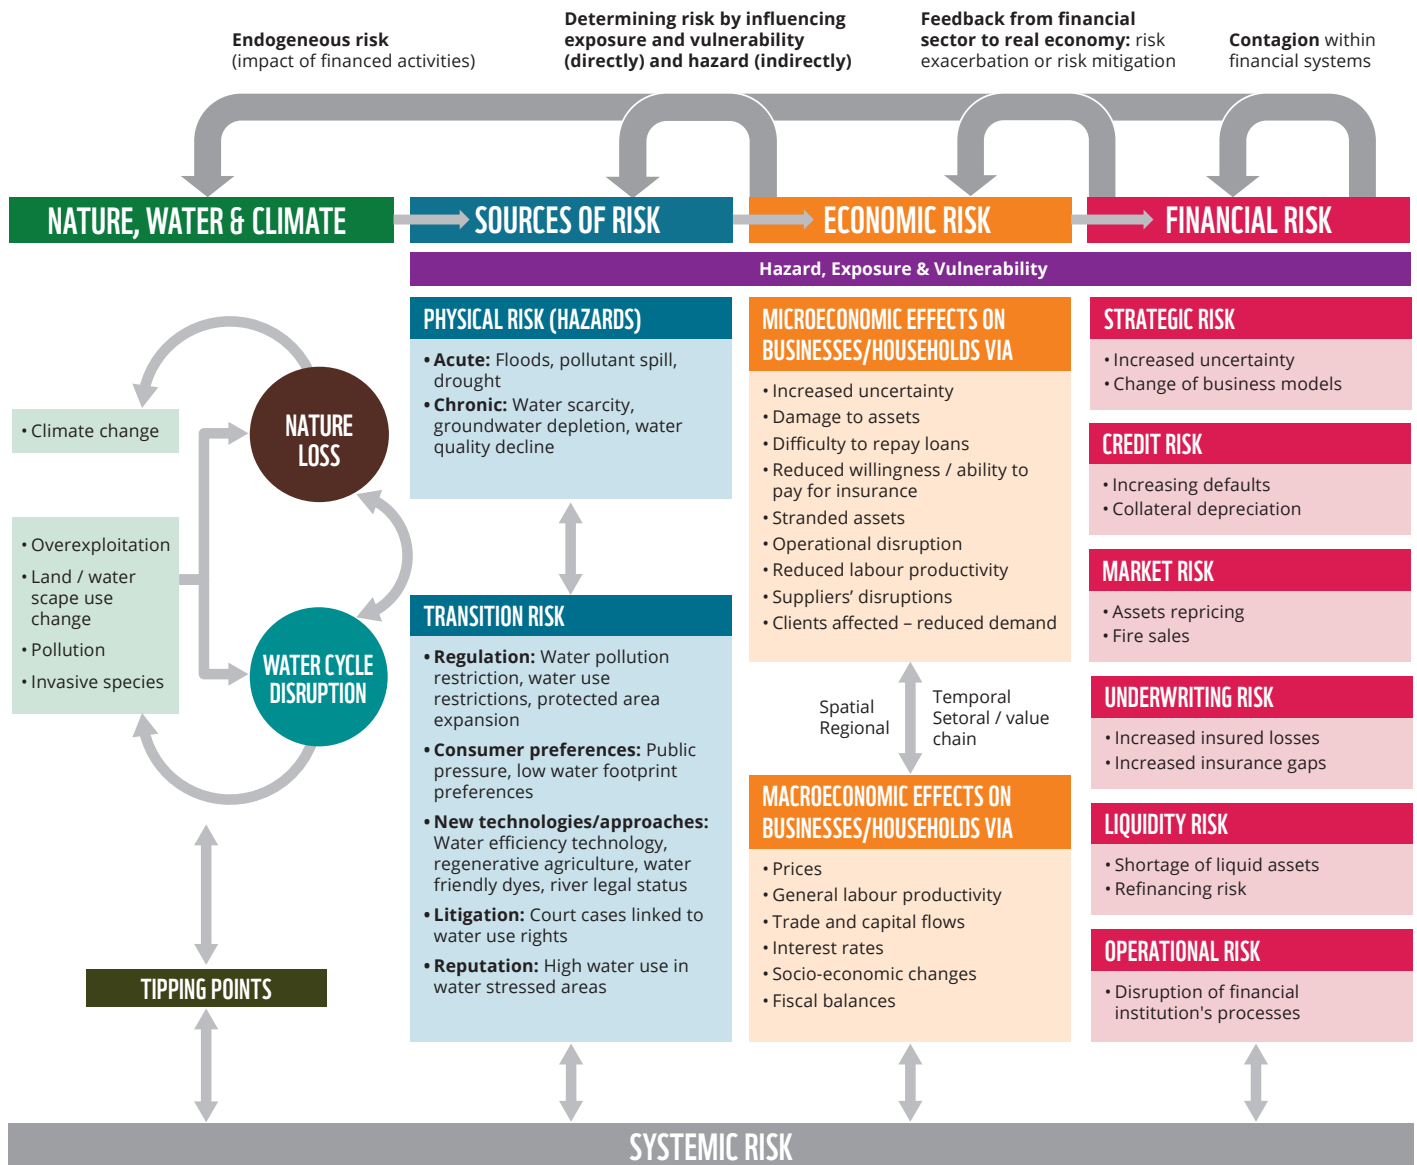 Endogeneous risk
(impact of financed activities)
Determining risk by influencing
exposure and vulnerability
(directly) and hazard (indirectly)
Feedback from financial
sector to real economy: risk
exacerbation or risk mitigation
Contagion within
financial systems
NATURE, WATER & CLIMATE
SOURCES OF RISK
ECONOMIC RISK
FINANCIAL RISK
Hazard, Exposure & Vulnerability
• Climate change
NATURE
LOSS
• Overexploitation
• Land / water
scape use
change
• Pollution
• Invasive species
WATER CYCLE
DISRUPTION
TIPPING POINTS
PHYSICAL RISK (HAZARDS)
• Acute: Floods, pollutant spill,
drought
• Chronic: Water scarcity,
groundwater depletion, water
quality decline
TRANSITION RISK
• Regulation: Water pollution
restriction, water use
restrictions, protected area
expansion
• Consumer preferences: Public
pressure, low water footprint
preferences
• New technologies/approaches:
Water efficiency technology,
regenerative agriculture, water
friendly dyes, river legal status
• Litigation: Court cases linked to
water use rights
• Reputation: High water use in
water stressed areas
MICROECONOMIC EFFECTS ON
BUSINESSES/HOUSEHOLDS VIA
• Increased uncertainty
• Damage to assets
• Difficulty to repay loans
• Reduced willingness / ability to
pay for insurance
• Stranded assets
• Operational disruption
• Reduced labour productivity
• Suppliers’ disruptions
• Clients affected – reduced demand
Spatial
Regional
Temporal
Setoral / value
chain
MACROECONOMIC EFFECTS ON
BUSINESSES/HOUSEHOLDS VIA
• Prices
• General labour productivity
• Trade and capital flows
• Interest rates
• Socio-economic changes
• Fiscal balances
STRATEGIC RISK
• Increased uncertainty
• Change of business models
CREDIT RISK
• Increasing defaults
• Collateral depreciation
MARKET RISK
• Assets repricing
• Fire sales
UNDERWRITING RISK
• Increased insured losses
• Increased insurance gaps
LIQUIDITY RISK
• Shortage of liquid assets
• Refinancing risk
OPERATIONAL RISK
• Disruption of financial
institution's processes
SYSTEMIC RISK